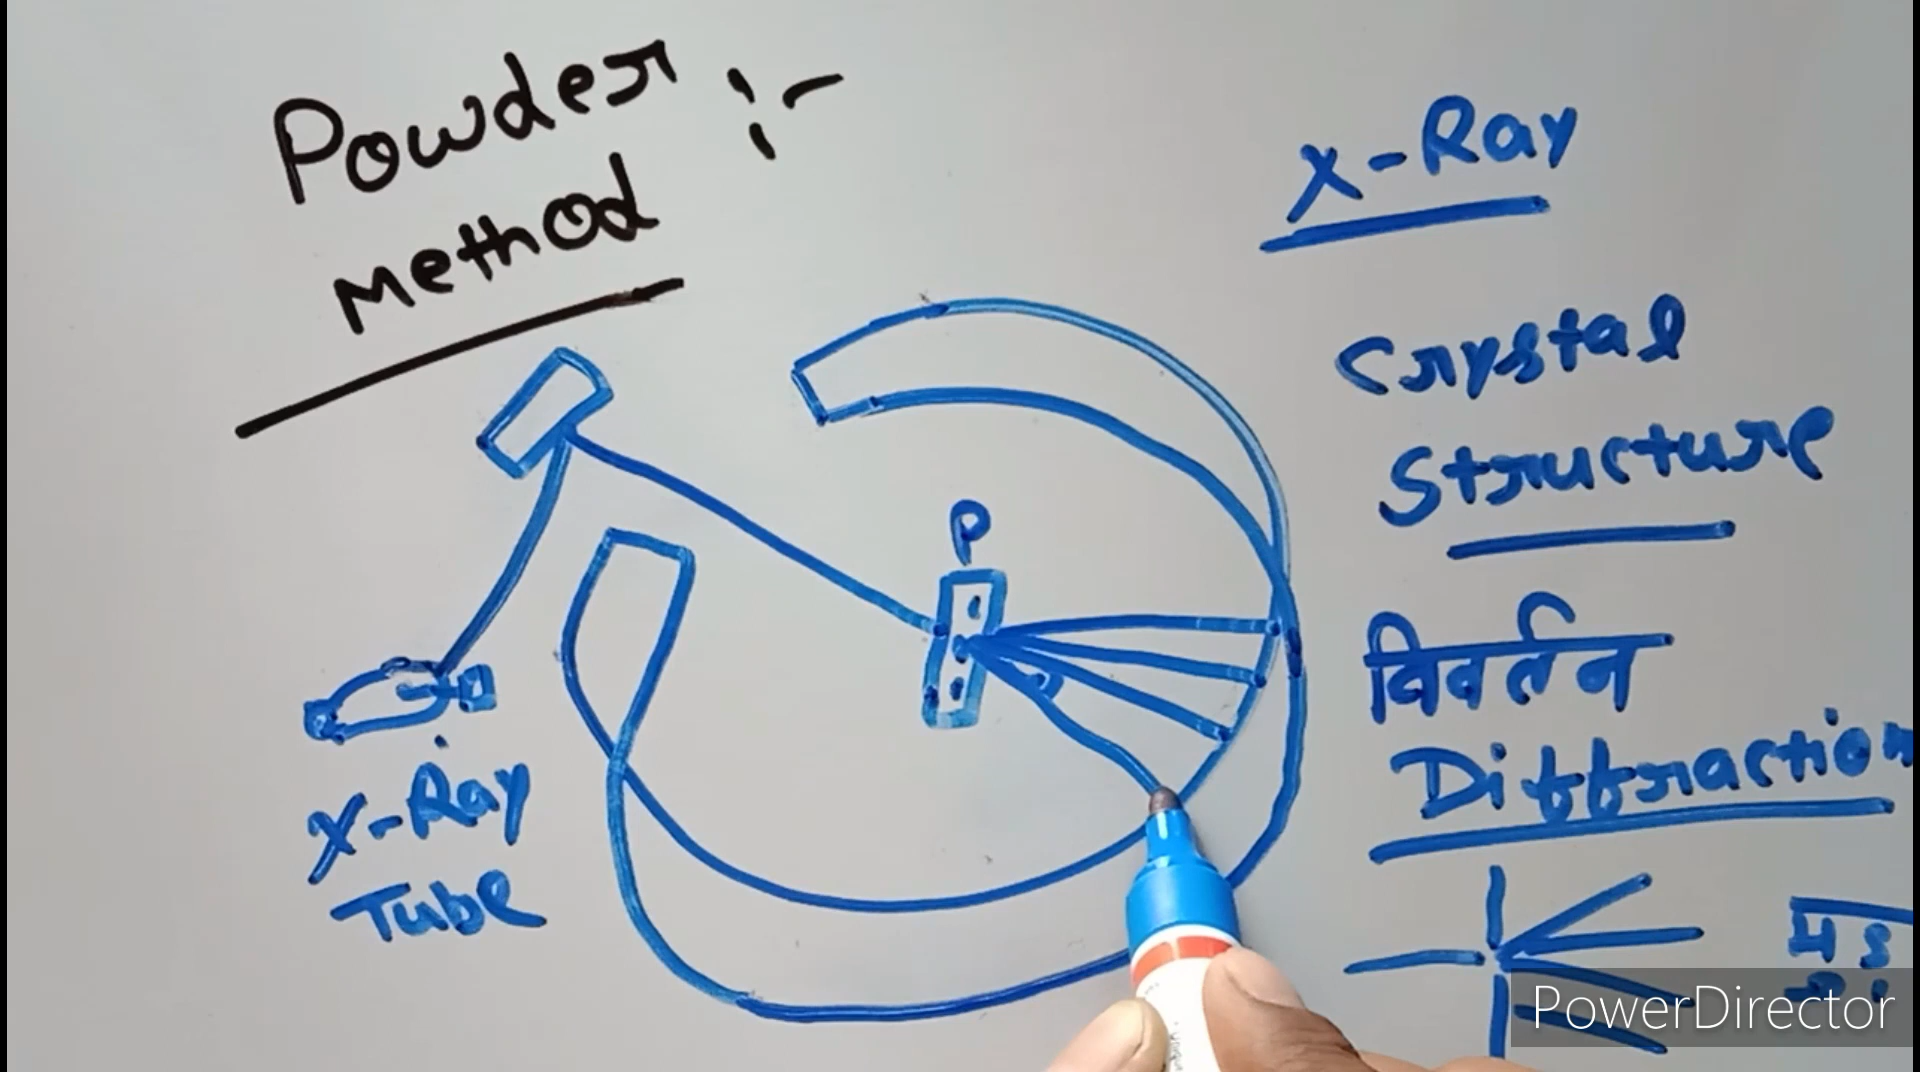 Powder :-
Method
X-Ray
Crystal
Structure
P
विवर्तन
Diffraction
X-Ray
Tube
PowerDirector